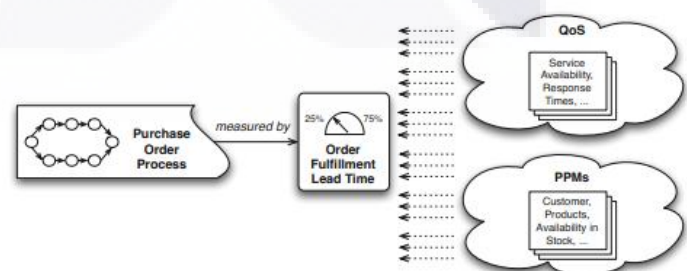 Purchase
Order
Process
measured by
25%
75%
Order
Fulfillment
Lead Time
QoS
Service
Availability,
Response
Times, ...
PPMs
Customer,
Products,
Availability in
Stock, ...